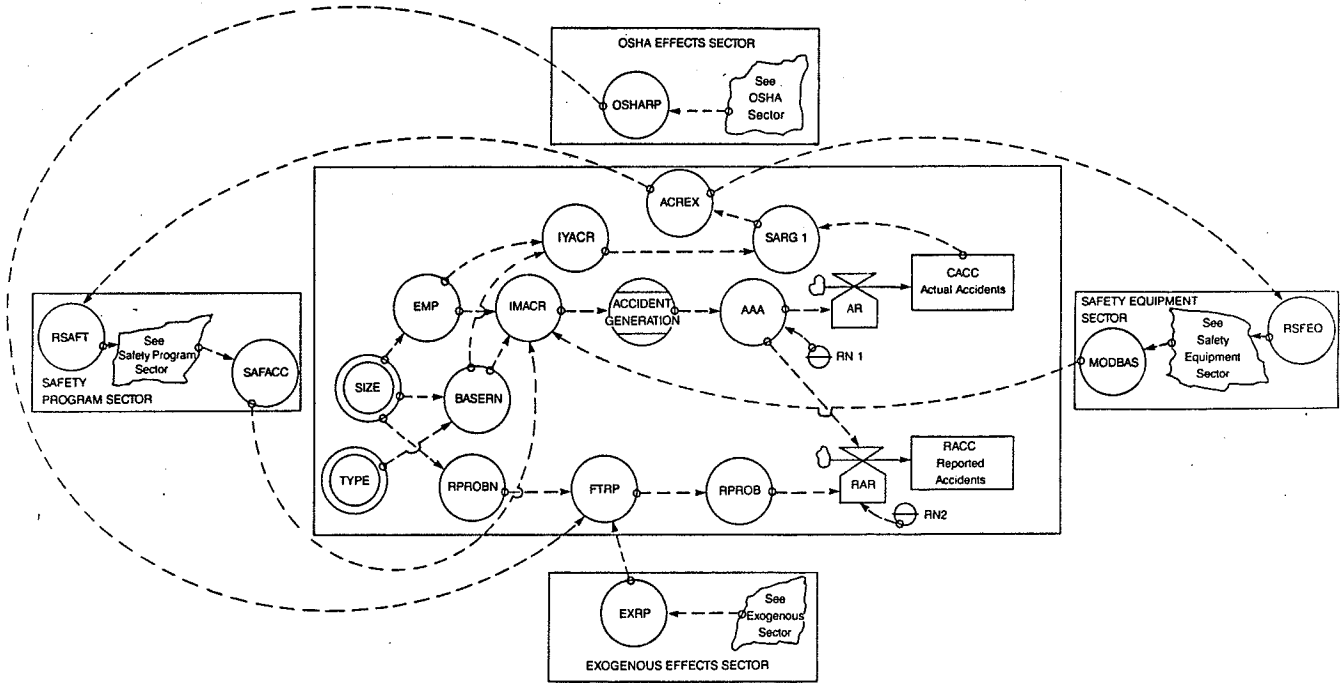 OSHA EFFECTS SECTOR
OSHARP
See
OSHA
Sector
ACREX
IYACR
SARG 1
CACC
Actual Accidents
EMP
IMACR
ACCIDENT
GENERATION
AAA
AR
RN 1
RSAFT
See
Safety Program
Sector
SAFACC
SAFETY
PROGRAM SECTOR
SIZE
BASERN
TYPE
RPROBN
FTRP
RPROB
RAR
RN2
RACC
Reported
Accidents
SAFETY EQUIPMENT
SECTOR
MODBAS
See
Safety
Equipment
Sector
RSFEQ
EXRP
See
Exogenous
Sector
EXOGENOUS EFFECTS SECTOR